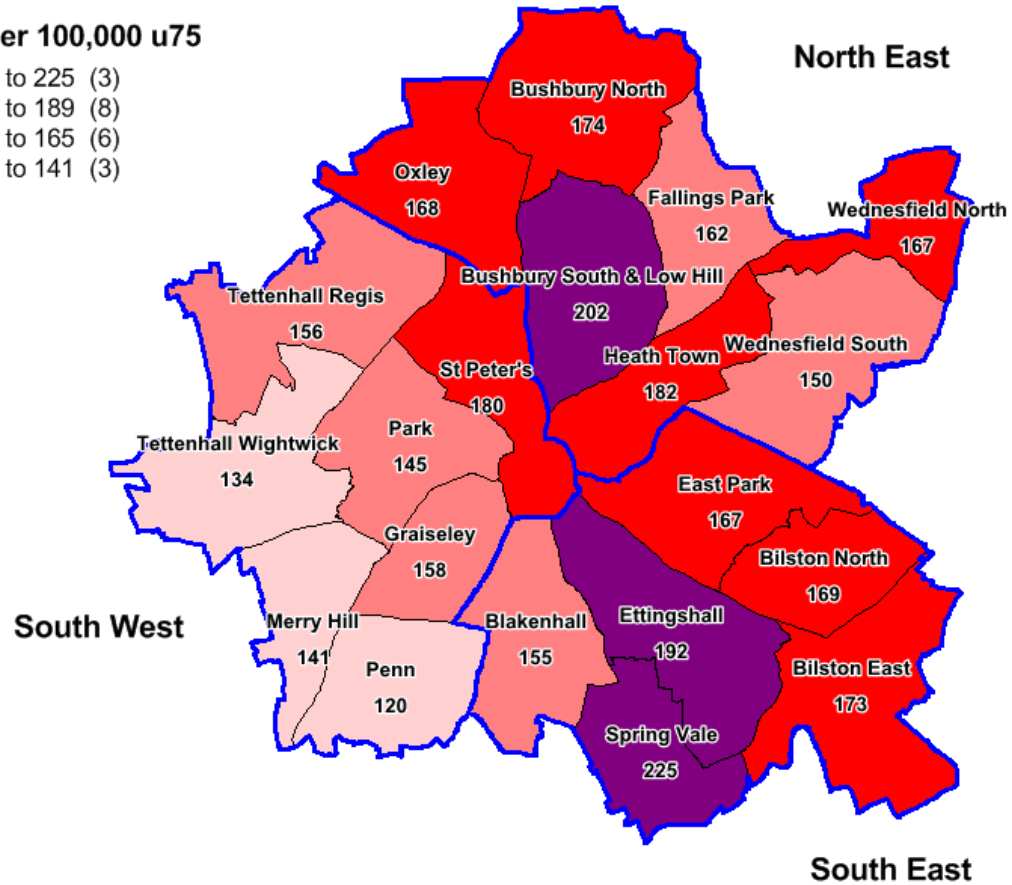 er 100,000 u75
to 225 (3)
to 189 (8)
to 165 (6)
to 141 (3)
North East
Bushbury North
174
Oxley
168
Fallings Park
162
Wednesfield North
167
Bushbury South & Low Hill
202
Tettenhall Regis
156
Wednesfield South
150
Heath Town
182
St Peter's
180
Park
145
Tettenhall Wightwick
134
East Park
167
Graiseley
158
Bilston North
169
South West
Merry Hill
141
Blakenhall
155
Ettingshall
192
Penn
120
Bilston East
173
Spring Vale
225
South East